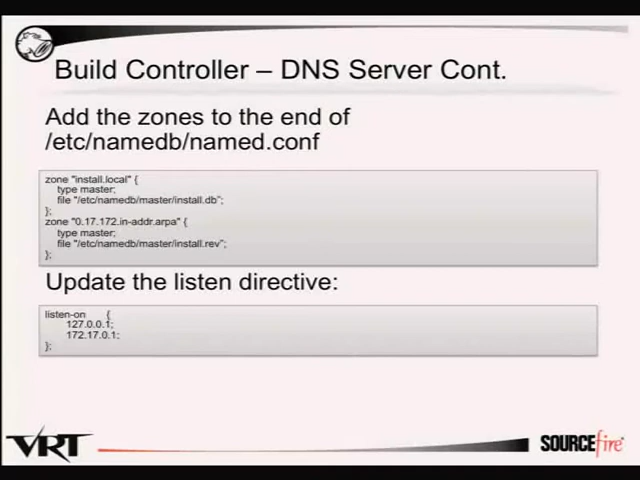 Build Controller – DNS Server Cont.
Add the zones to the end of
/etc/namedb/named.conf
zone "install.local" {
type master;
file "/etc/namedb/master/install.db";
};
zone "0.17.172.in-addr.arpa" {
type master;
file "/etc/namedb/master/install.rev";
};
Update the listen directive:
listen-on {
127.0.0.1;
172.17.0.1;
};
VRT
SOURCEfire